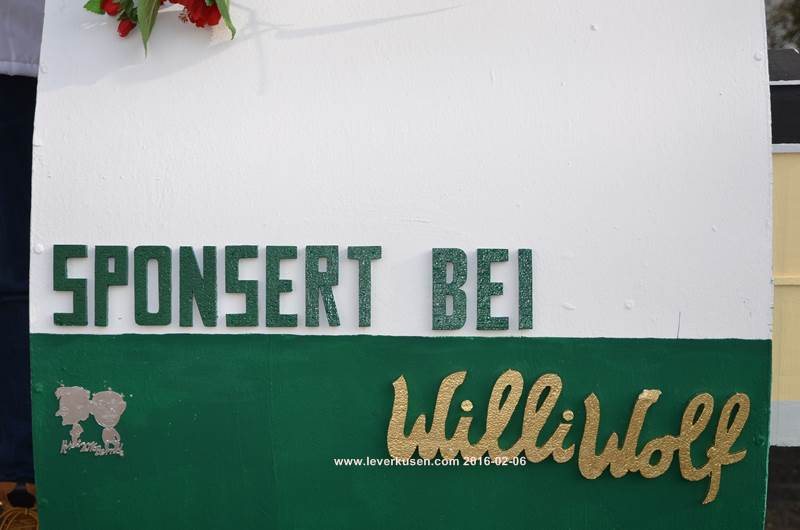 SPONSERT BEI
Willi Wolf
www.leverkusen.com 2016-02-06